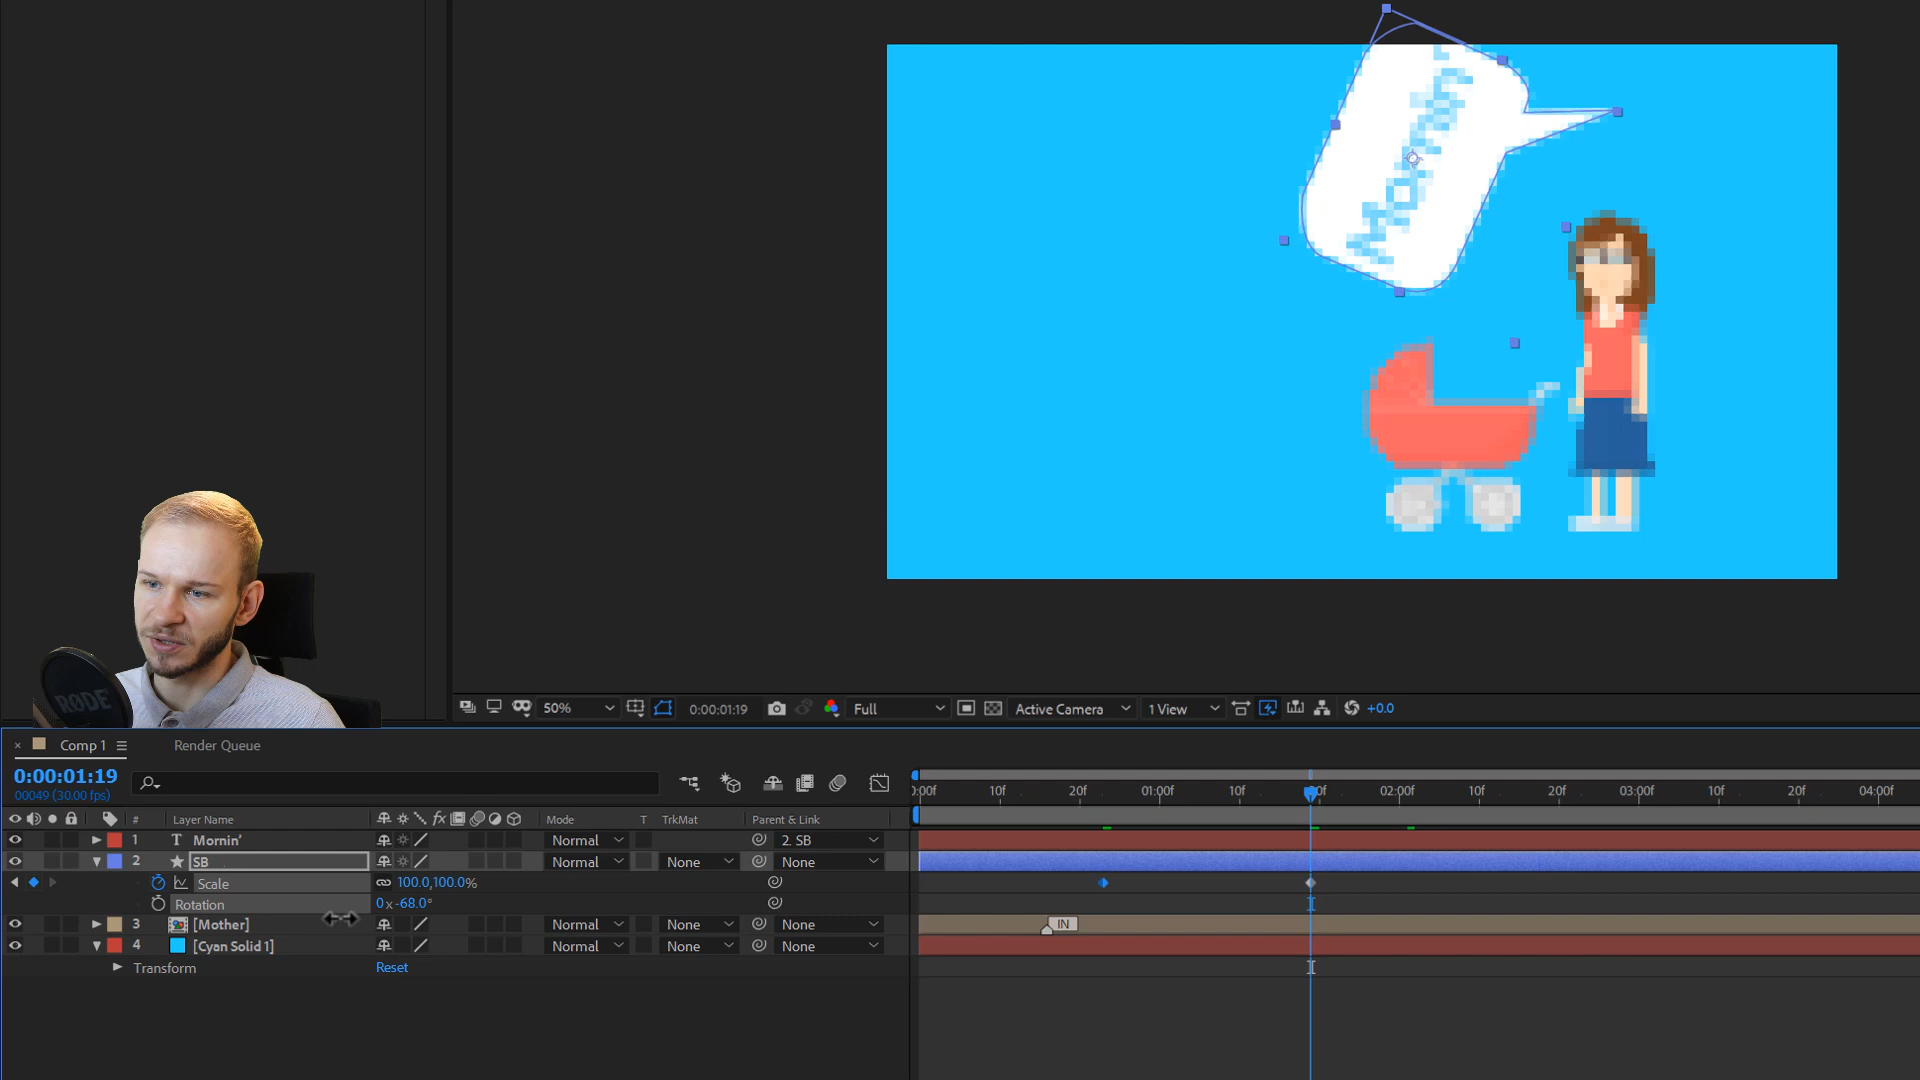 Mornin'
RØDE
50%
0:00:01:19
Full
Active Camera
1 View
+0.0
Comp 1
Render Queue
0:00:01:19
00049 (30.00 fps)
):00f 10f 20f 01:00f 10f 02:00f 10f 20f 03:00f 10f 20f 04:00f
# Layer Name fx Mode T TrkMat Parent & Link
1 T Mornin' Normal 2. SB
2 SB Normal None None
Scale 100.0,100.0%
Rotation 0x-68.0°
3 [Mother] Normal None None IN
4 [Cyan Solid 1] Normal None None
Transform Reset